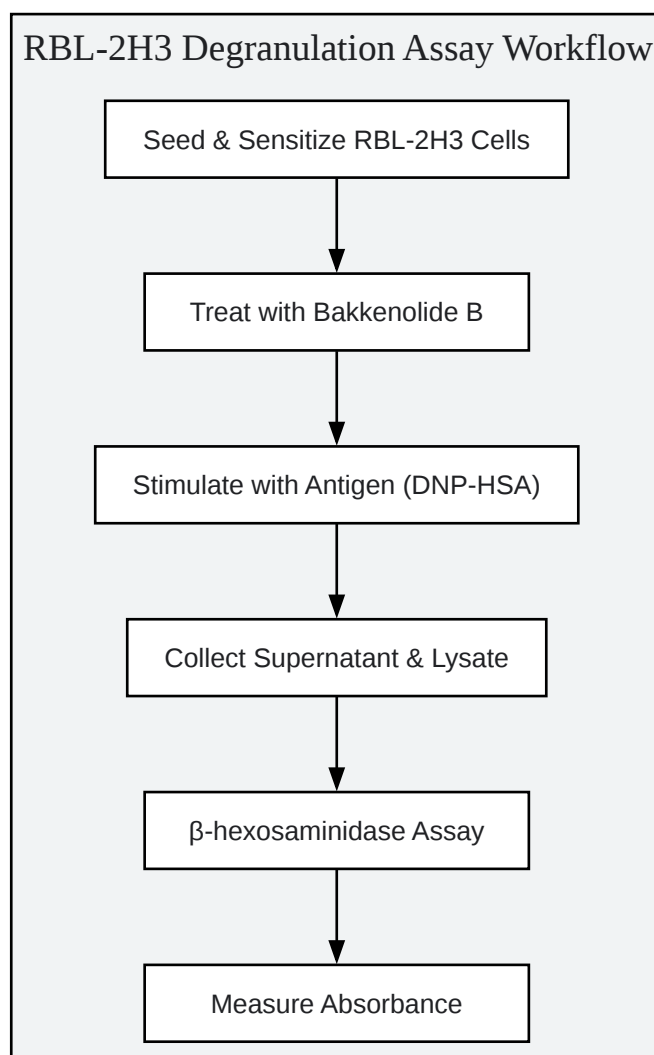 RBL-2H3 Degranulation Assay Workflow
Seed & Sensitize RBL-2H3 Cells
Treat with Bakkenolide B
Stimulate with Antigen (DNP-HSA)
Collect Supernatant & Lysate
β-hexosaminidase Assay
Measure Absorbance